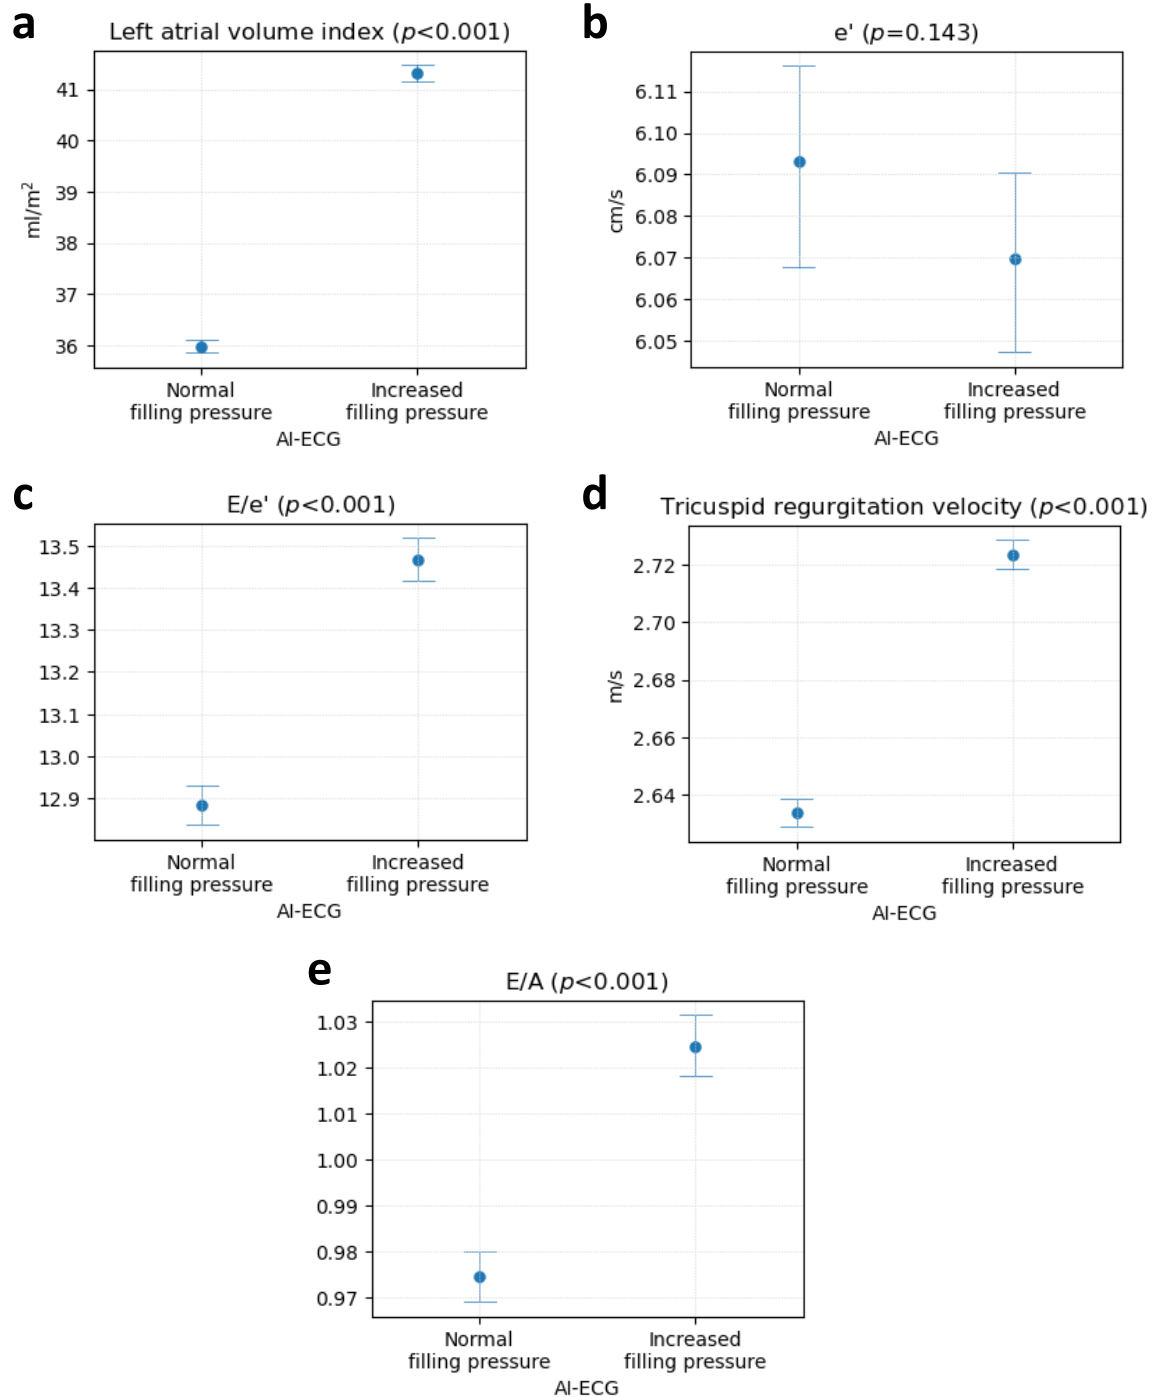 a
Left atrial volume index (p<0.001)
41
40
39
38
37
36
ml/m²
Normal
filling pressure
Increased
filling pressure
AI-ECG
b
e' (p=0.143)
6.11
6.10
6.09
6.08
6.07
6.06
6.05
cm/s
Normal
filling pressure
Increased
filling pressure
AI-ECG
c
E/e' (p<0.001)
13.5
13.4
13.3
13.2
13.1
13.0
12.9
Normal
filling pressure
Increased
filling pressure
AI-ECG
d
Tricuspid regurgitation velocity (p<0.001)
2.72
2.70
2.68
2.66
2.64
m/s
Normal
filling pressure
Increased
filling pressure
AI-ECG
e
E/A (p<0.001)
1.03
1.02
1.01
1.00
0.99
0.98
0.97
Normal
filling pressure
Increased
filling pressure
AI-ECG